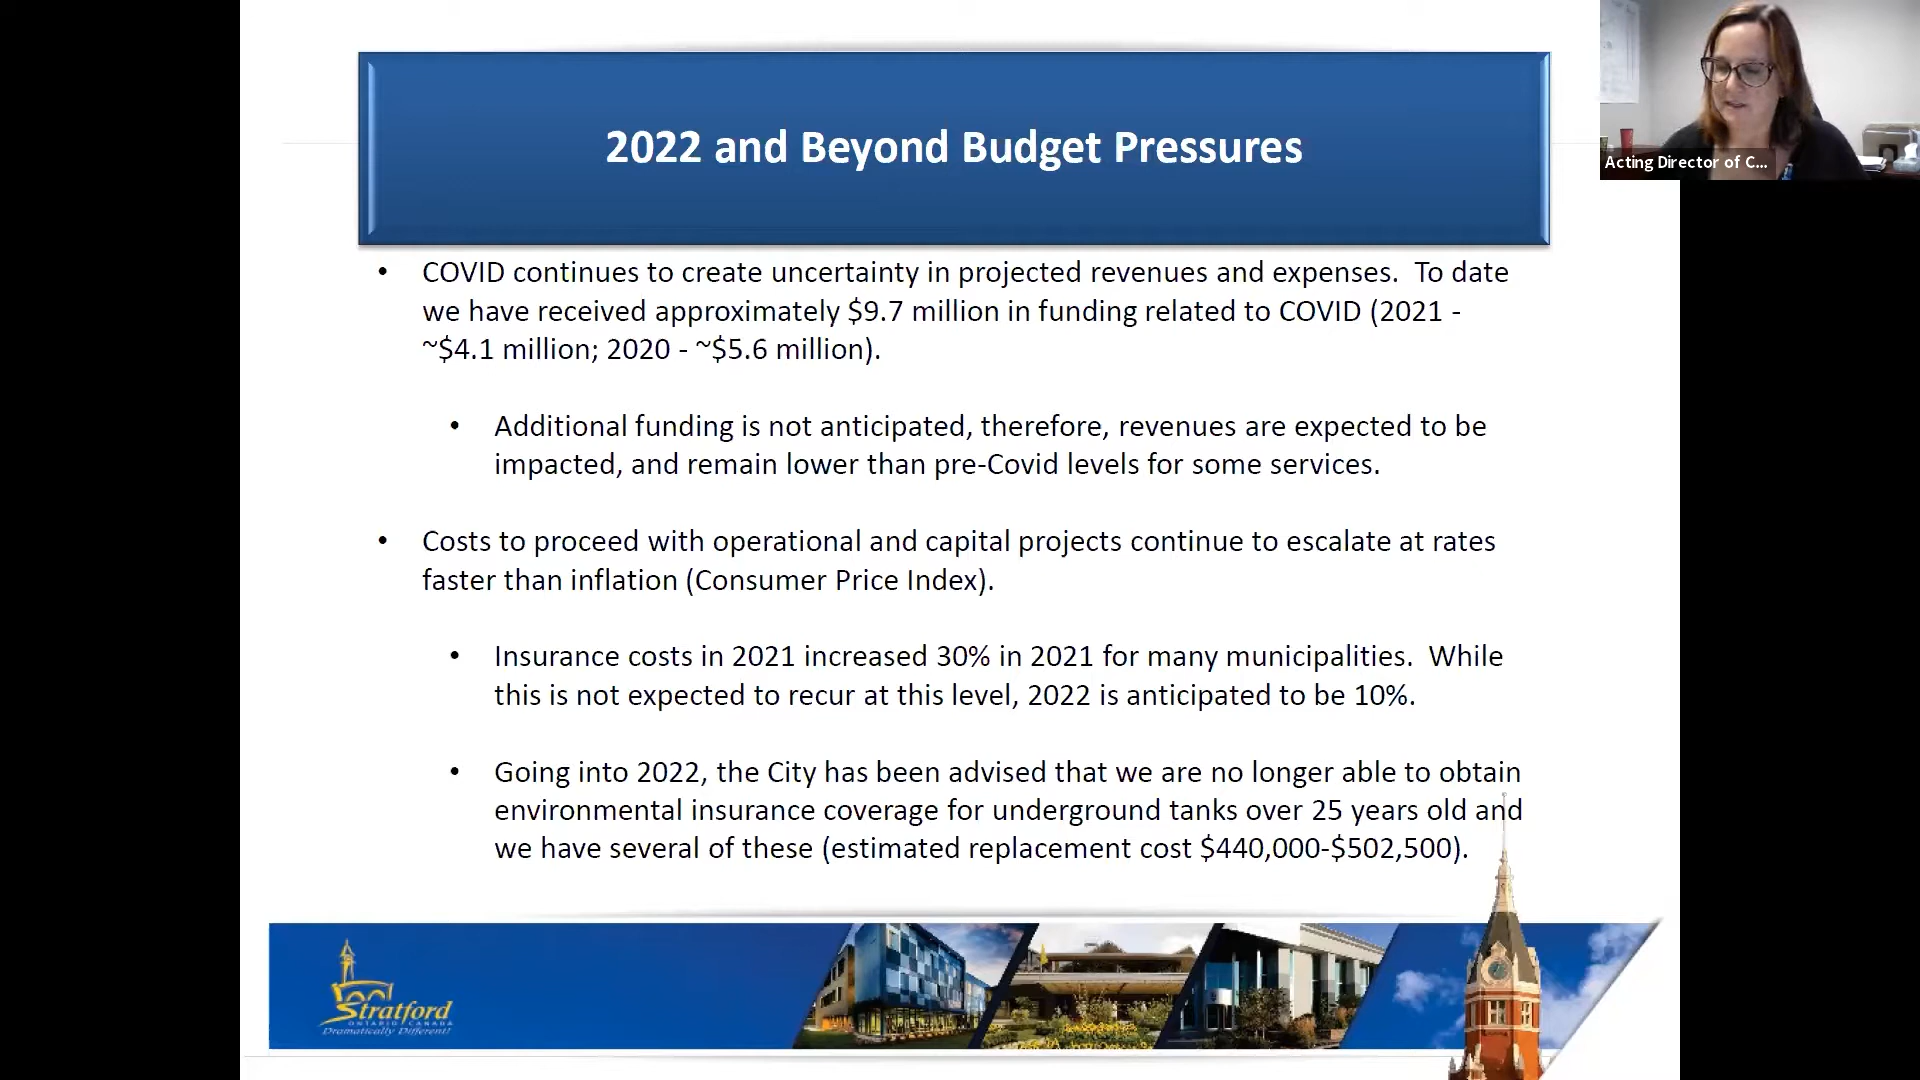 2022 and Beyond Budget Pressures
Acting Director of C...
• COVID continues to create uncertainty in projected revenues and expenses.  To date
we have received approximately $9.7 million in funding related to COVID (2021 -
~$4.1 million; 2020 - ~$5.6 million).
• Additional funding is not anticipated, therefore, revenues are expected to be
impacted, and remain lower than pre-Covid levels for some services.
• Costs to proceed with operational and capital projects continue to escalate at rates
faster than inflation (Consumer Price Index).
• Insurance costs in 2021 increased 30% in 2021 for many municipalities.  While
this is not expected to recur at this level, 2022 is anticipated to be 10%.
• Going into 2022, the City has been advised that we are no longer able to obtain
environmental insurance coverage for underground tanks over 25 years old and
we have several of these (estimated replacement cost $440,000-$502,500).
Stratford
ONTARIO CANADA
Dramatically Different!